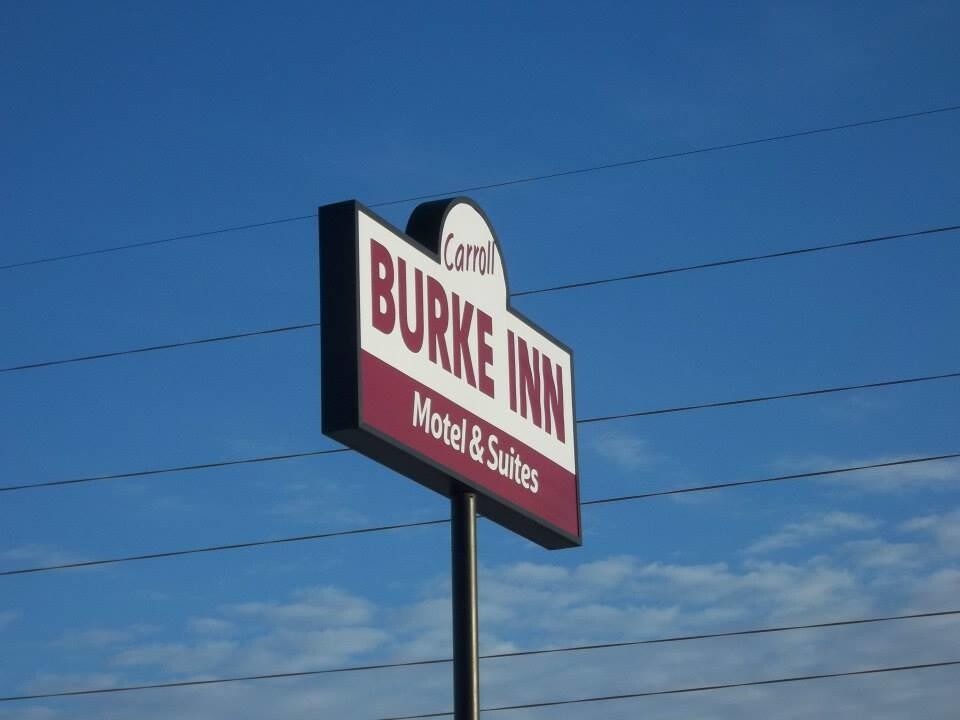 Carroll
BURKE INN
Motel & Suites